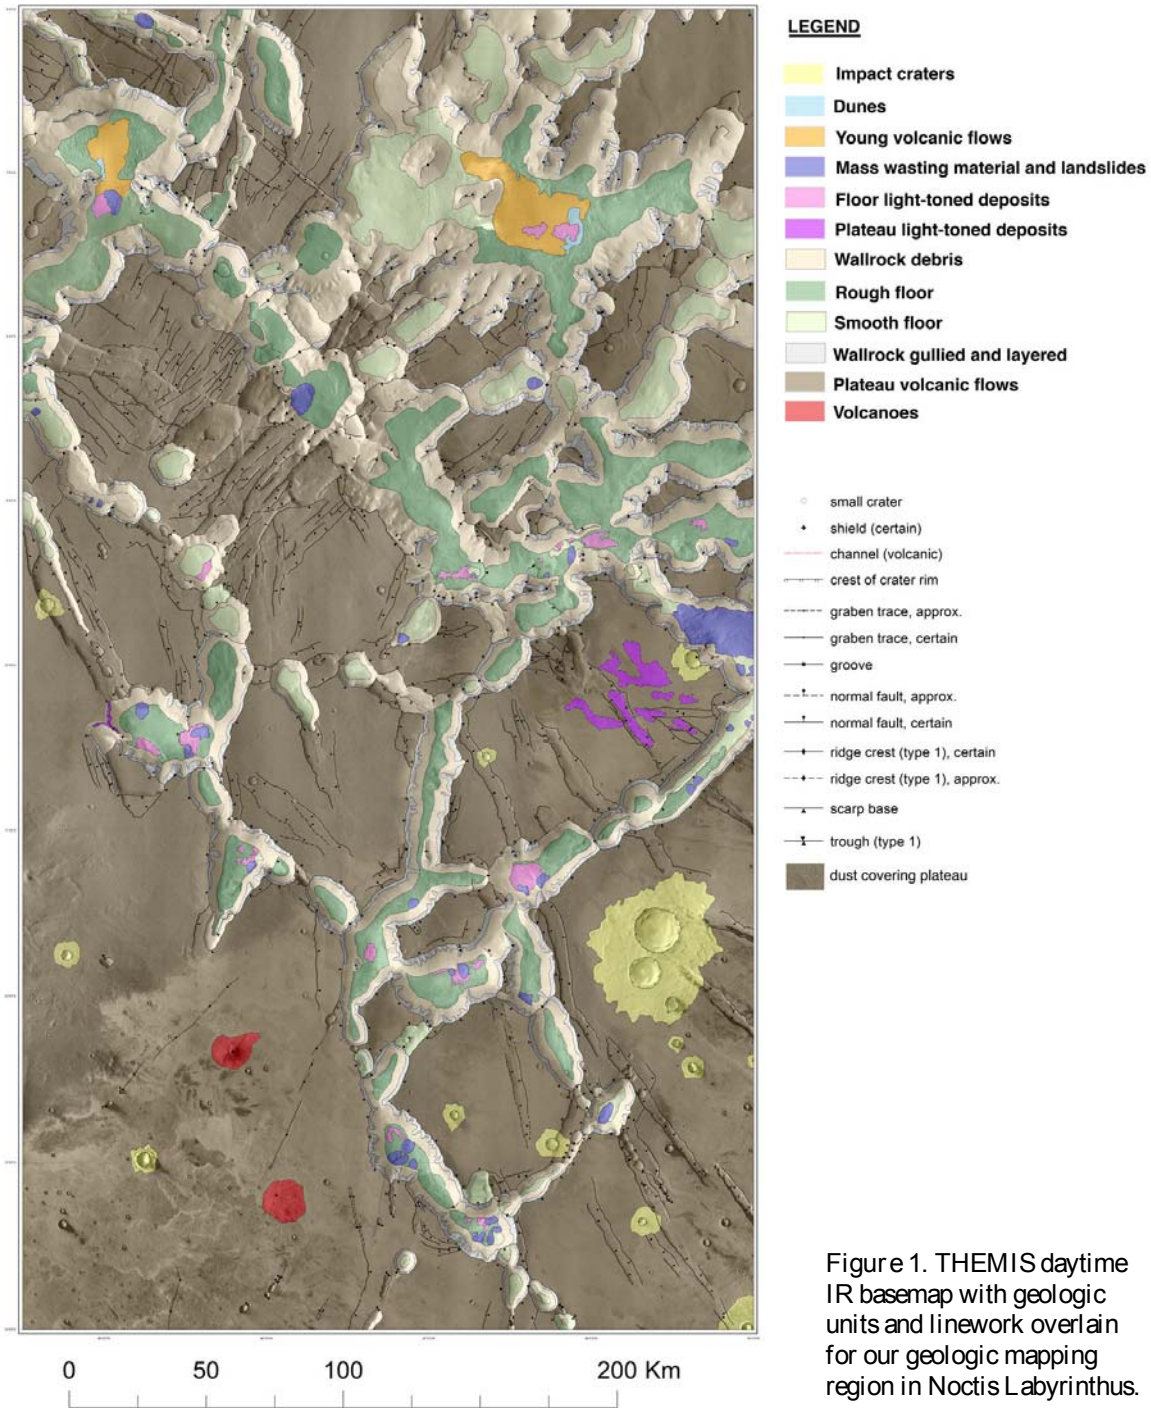 LEGEND
Impact craters
Dunes
Young volcanic flows
Mass wasting material and landslides
Floor light-toned deposits
Plateau light-toned deposits
Wallrock debris
Rough floor
Smooth floor
Wallrock gullied and layered
Plateau volcanic flows
Volcanoes
small crater
shield (certain)
channel (volcanic)
crest of crater rim
graben trace, approx.
graben trace, certain
groove
normal fault, approx.
normal fault, certain
ridge crest (type 1), certain
ridge crest (type 1), approx.
scarp base
trough (type 1)
dust covering plateau
0 50 100 200 Km
Figure 1. THEMIS daytime
IR basemap with geologic
units and linework overlain
for our geologic mapping
region in Noctis Labyrinthus.